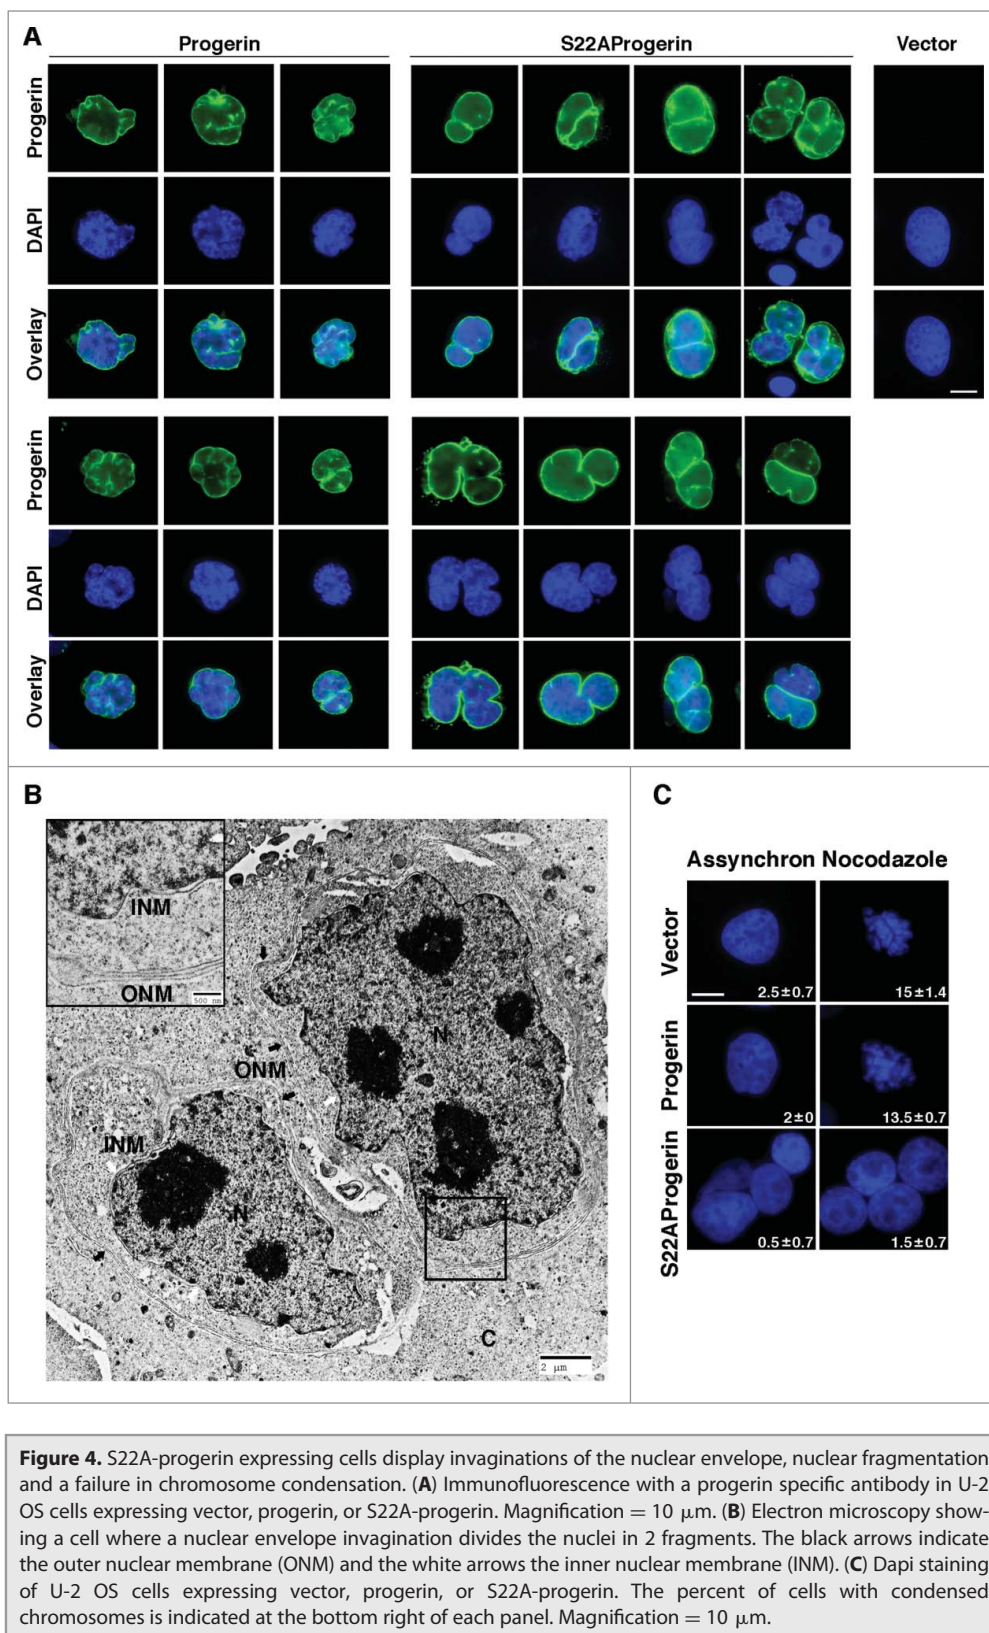 A
Progerin
S22AProgerin
Vector
Progerin
DAPI
Overlay
Progerin
DAPI
Overlay
B
INM
ONM
500 nm
N
ONM
INM
N
C
2 μm
C
Assynchron Nocodazole
Vector
2.5±0.7
15±1.4
Progerin
2±0
13.5±0.7
S22AProgerin
0.5±0.7
1.5±0.7
Figure 4. S22A-progerin expressing cells display invaginations of the nuclear envelope, nuclear fragmentation
and a failure in chromosome condensation. (A) Immunofluorescence with a progerin specific antibody in U-2
OS cells expressing vector, progerin, or S22A-progerin. Magnification = 10 μm. (B) Electron microscopy show-
ing a cell where a nuclear envelope invagination divides the nuclei in 2 fragments. The black arrows indicate
the outer nuclear membrane (ONM) and the white arrows the inner nuclear membrane (INM). (C) Dapi staining
of U-2 OS cells expressing vector, progerin, or S22A-progerin. The percent of cells with condensed
chromosomes is indicated at the bottom right of each panel. Magnification = 10 μm.